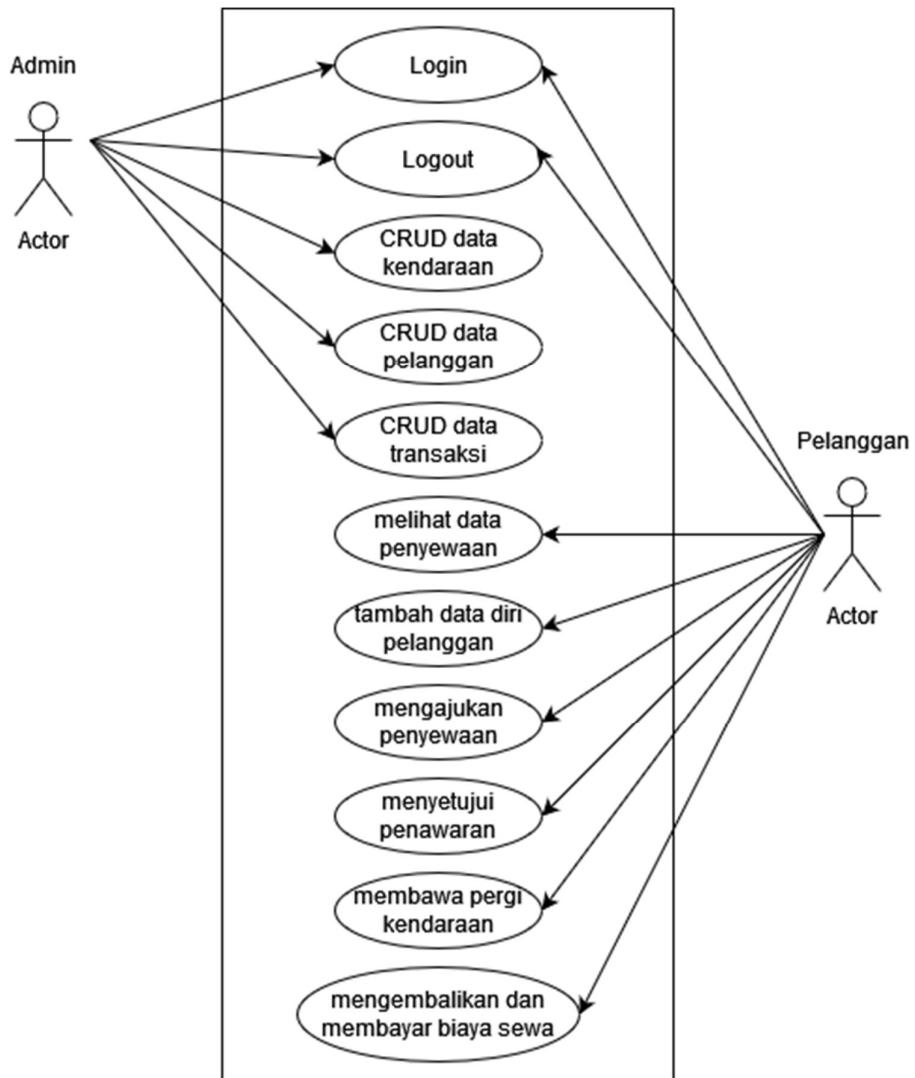 Admin
Actor
Login
Logout
CRUD data
kendaraan
CRUD data
pelanggan
CRUD data
transaksi
melihat data
penyewaan
tambah data diri
pelanggan
mengajukan
penyewaan
menyetujui
penawaran
membawa pergi
kendaraan
mengembalikan dan
membayar biaya sewa
Pelanggan
Actor